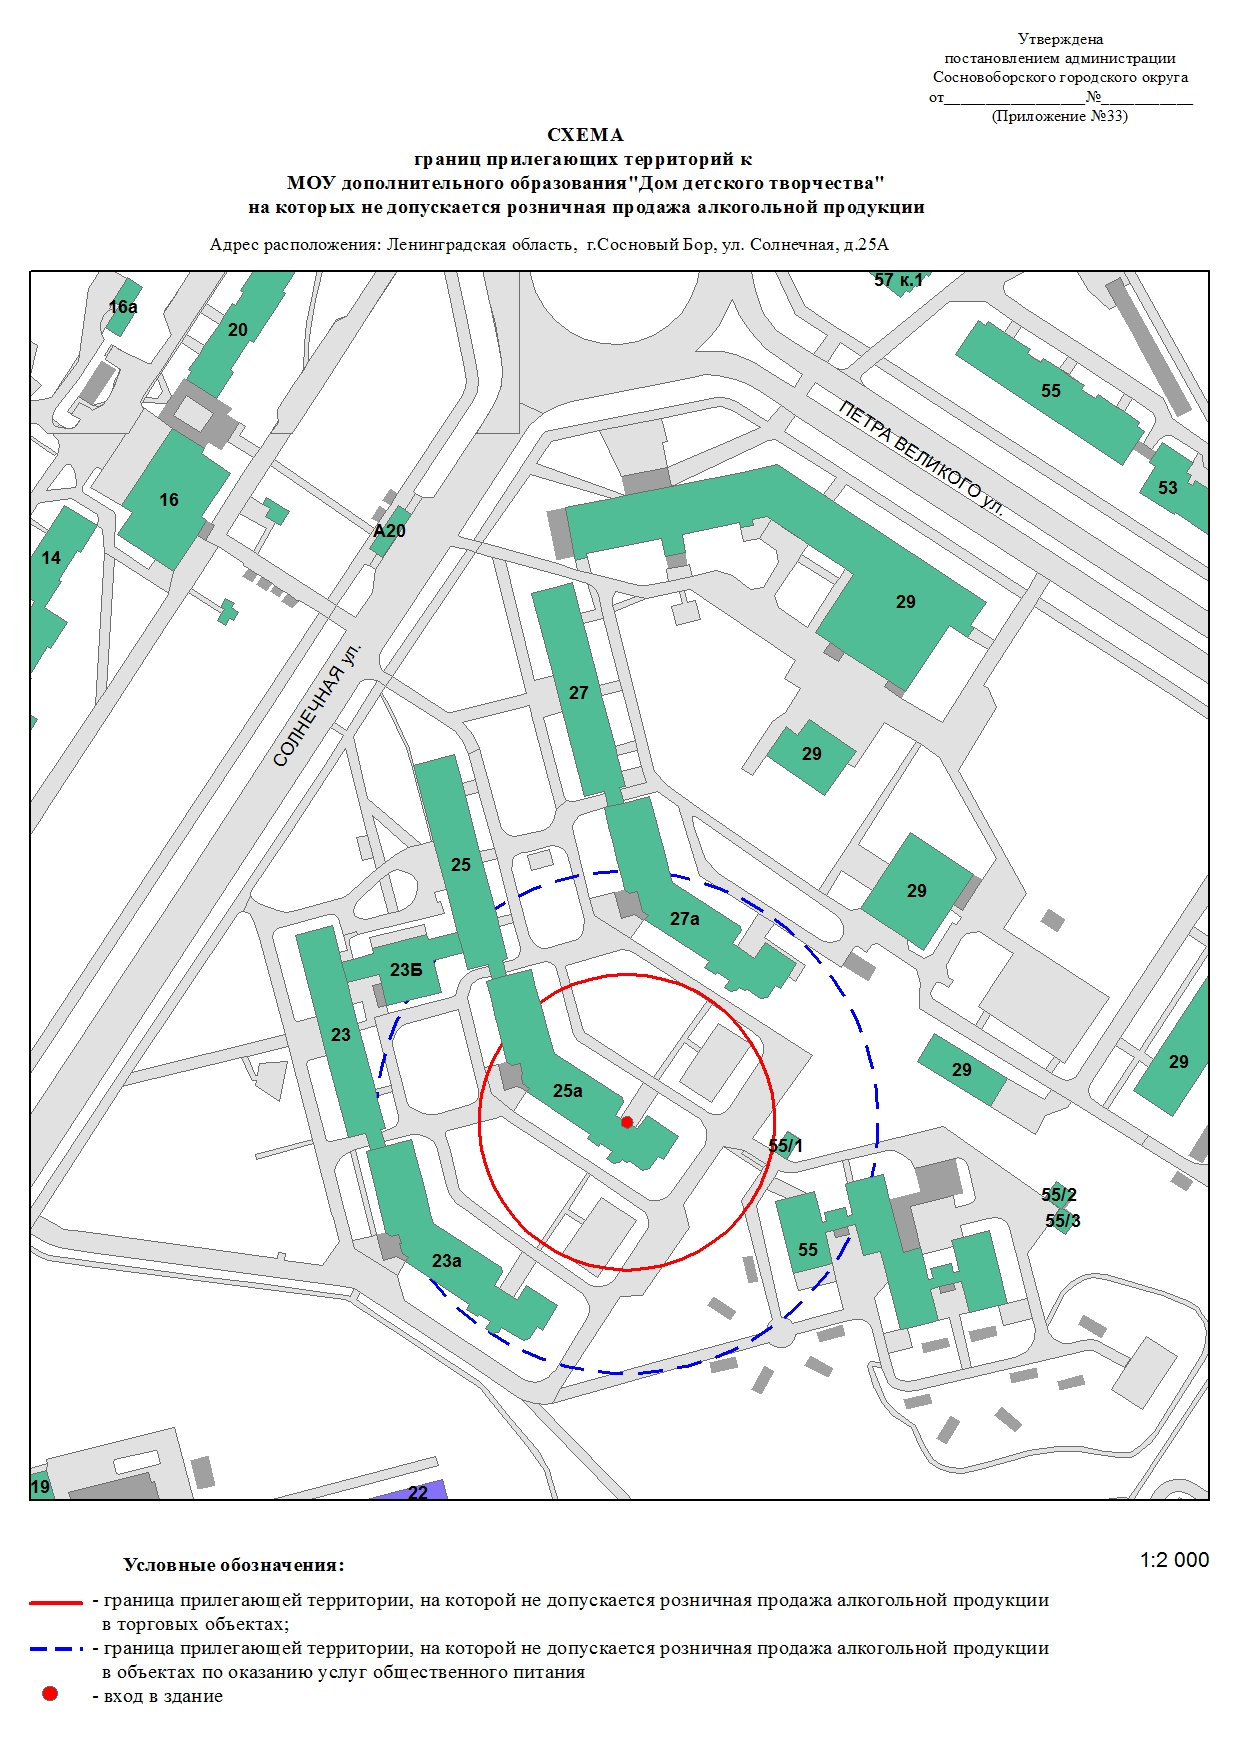 Утверждена
постановлением администрации
Сосновоборского городского округа
от_________________№___________
(Приложение №33)
СХЕМА
границ прилегающих территорий к
МОУ дополнительного образования"Дом детского творчества"
на которых не допускается розничная продажа алкогольной продукции
Адрес расположения: Ленинградская область, г.Сосновый Бор, ул. Солнечная, д.25А
57 к.1
16а
20
55
ПЕТРА ВЕЛИКОГО ул.
53
16
А20
14
29
СОЛНЕЧНАЯ ул.
27
29
25
29
27а
23Б
23
29
29
25а
55/1
55/2
55/3
55
23а
19
22
1:2 000
Условные обозначения:
- граница прилегающей территории, на которой не допускается розничная продажа алкогольной продукции
в торговых объектах;
- граница прилегающей территории, на которой не допускается розничная продажа алкогольной продукции
в объектах по оказанию услуг общественного питания
- вход в здание